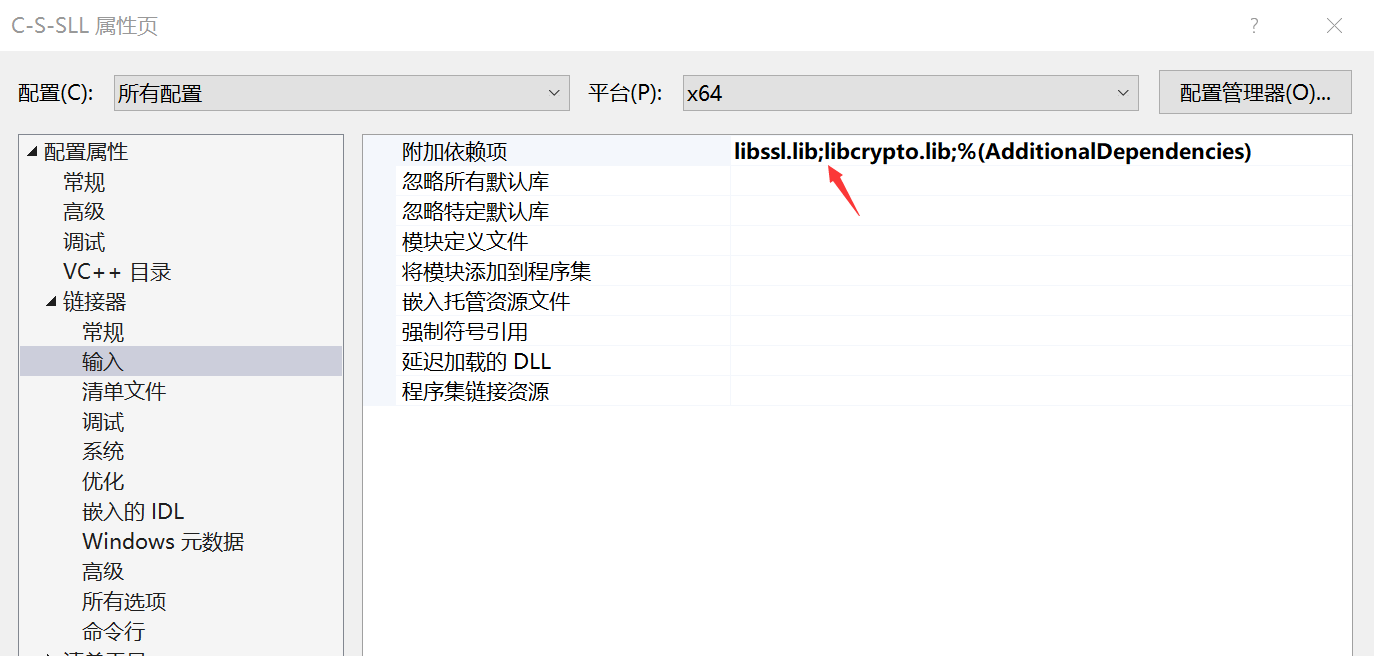 C-S-SLL 属性页
配置(C): 所有配置 平台(P): x64 配置管理器(O)...
配置属性
常规
高级
调试
VC++ 目录
链接器
常规
输入
清单文件
调试
系统
优化
嵌入的 IDL
Windows 元数据
高级
所有选项
命令行
附加依赖项 libssl.lib;libcrypto.lib;%(AdditionalDependencies)
忽略所有默认库
忽略特定默认库
模块定义文件
将模块添加到程序集
嵌入托管资源文件
强制符号引用
延迟加载的 DLL
程序集链接资源